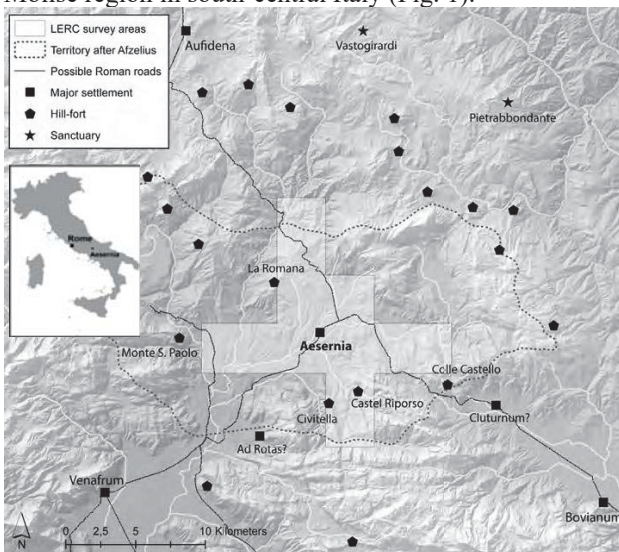 Molise region in south-central Italy (Fig. 1).
LERC survey areas
Territory after Afzelius
Possible Roman roads
Major settlement
Hill-fort
Sanctuary
Aufidena
Vastogirardi
Pietrabbondante
Rome
Aesernia
La Romana
Aesernia
Monte S. Paolo
Colle Castello
Castel Riporso
Civitella
Cluturnum?
Ad Rotas?
Venafrum
Bovianum
N
0 2,5 5 10 Kilometers